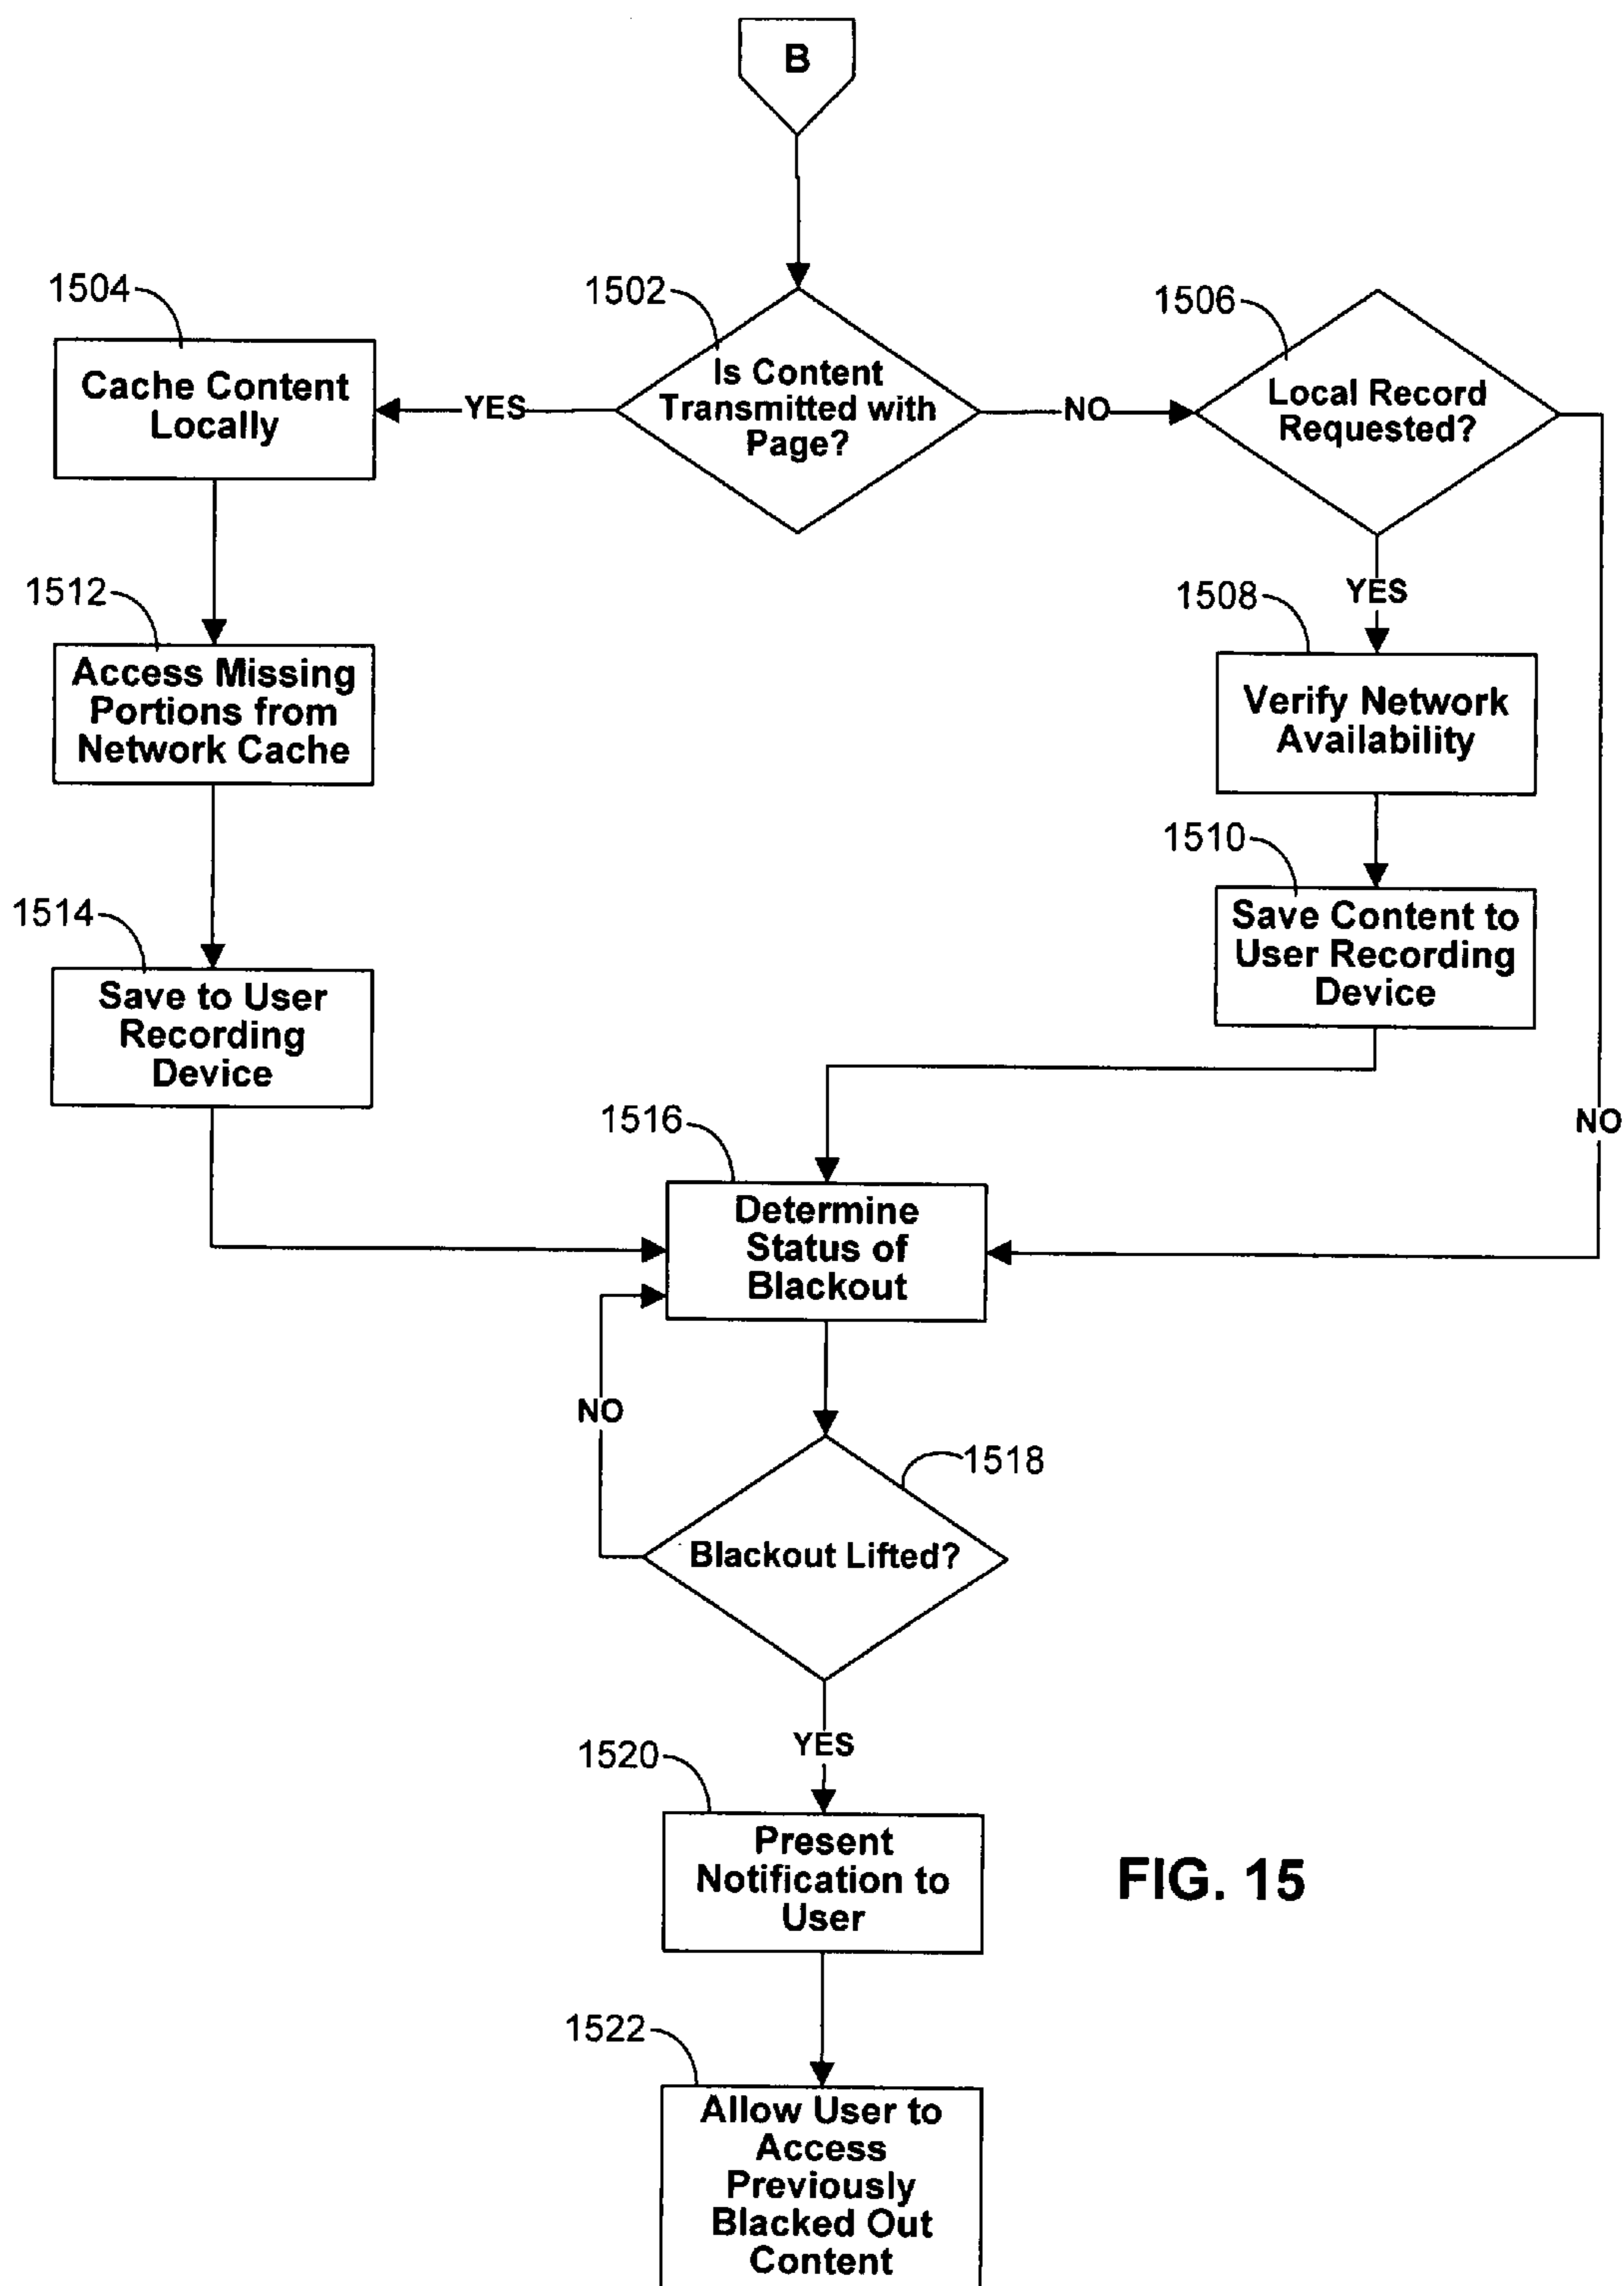 B
1504
1502
1506
Cache Content
Locally
YES
Is Content
Transmitted with
Page?
NO
Local Record
Requested?
1512
1508
YES
Access Missing
Portions from
Network Cache
Verify Network
Availability
1510
1514
Save Content to
User Recording
Device
Save to User
Recording
Device
1516
NO
Determine
Status of
Blackout
NO
1518
Blackout Lifted?
YES
1520
Present
Notification to
User
FIG. 15
1522
Allow User to
Access
Previously
Blacked Out
Content